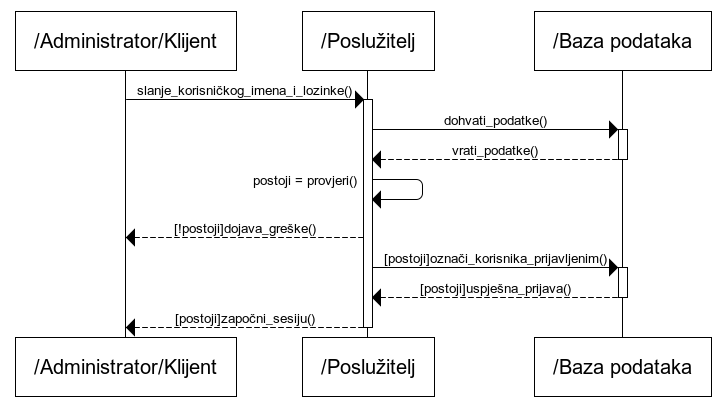 /Administrator/Klijent
/Poslužitelj
/Baza podataka
slanje_korisničkog_imena_i_lozinke()
dohvati_podatke()
vrati_podatke()
postoji = provjeri()
[!postoji]dojava_greške()
[postoji]označi_korisnika_prijavljenim()
[postoji]uspješna_prijava()
[postoji]započni_sesiju()
/Administrator/Klijent
/Poslužitelj
/Baza podataka